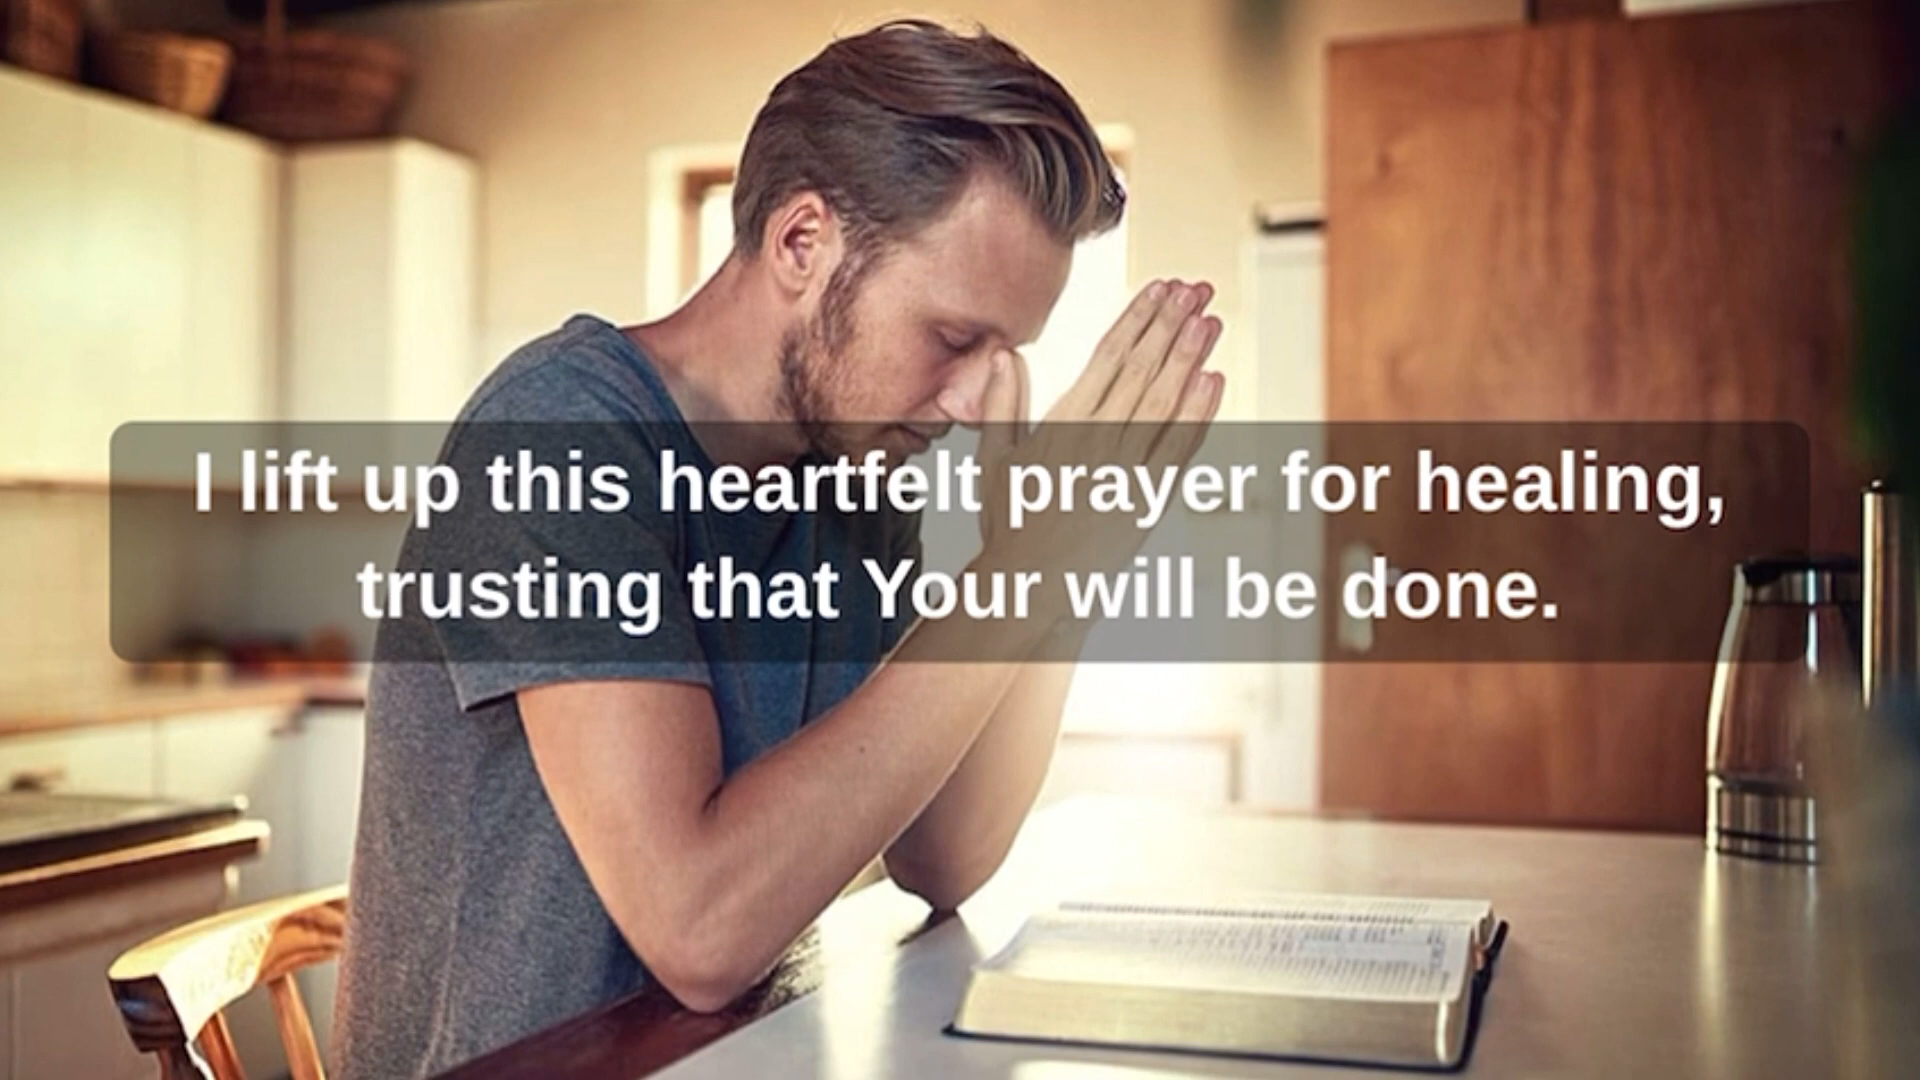 I lift up this heartfelt prayer for healing,
trusting that Your will be done.